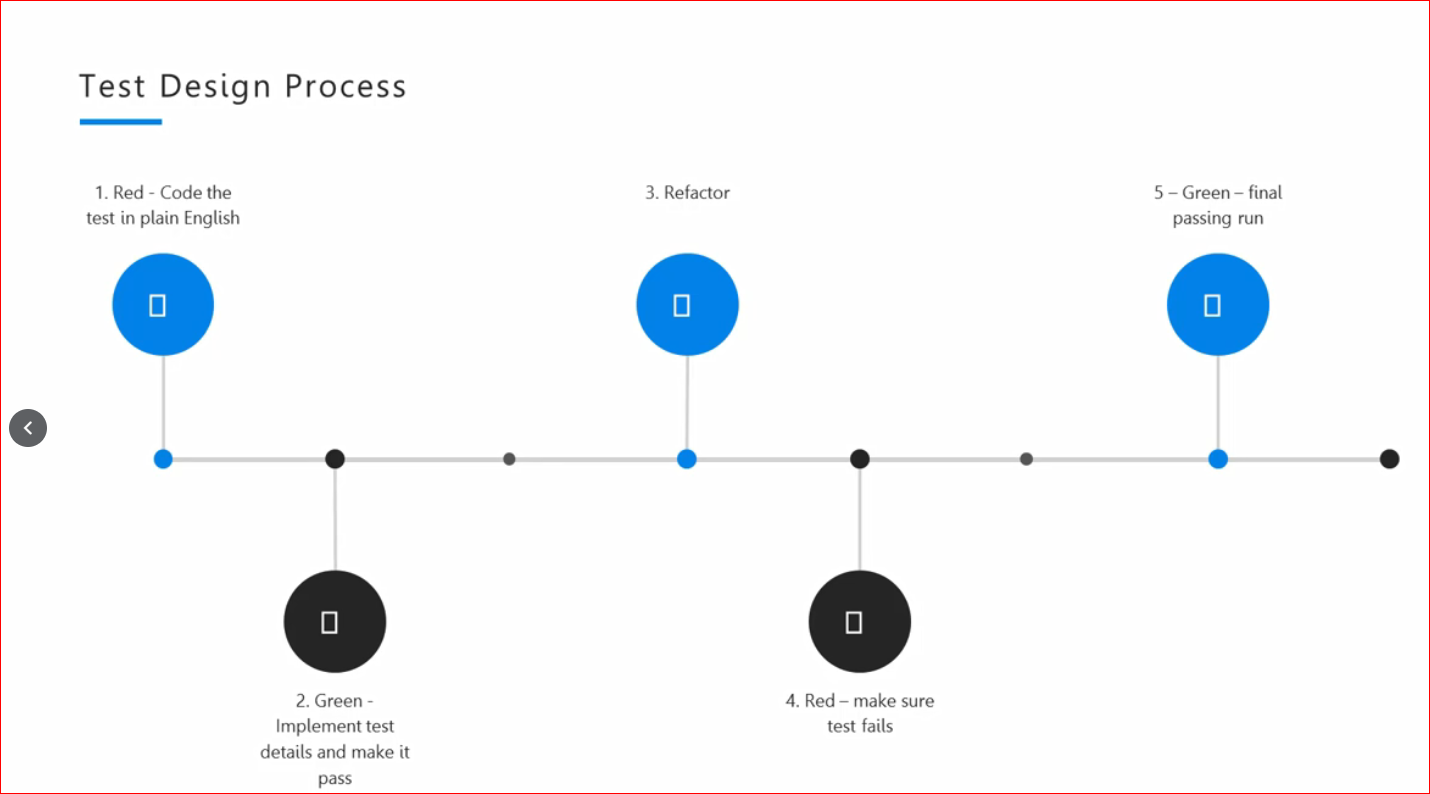 Test Design Process
1. Red - Code the
test in plain English
3. Refactor
5 – Green – final
passing run
2. Green -
Implement test
details and make it
pass
4. Red – make sure
test fails